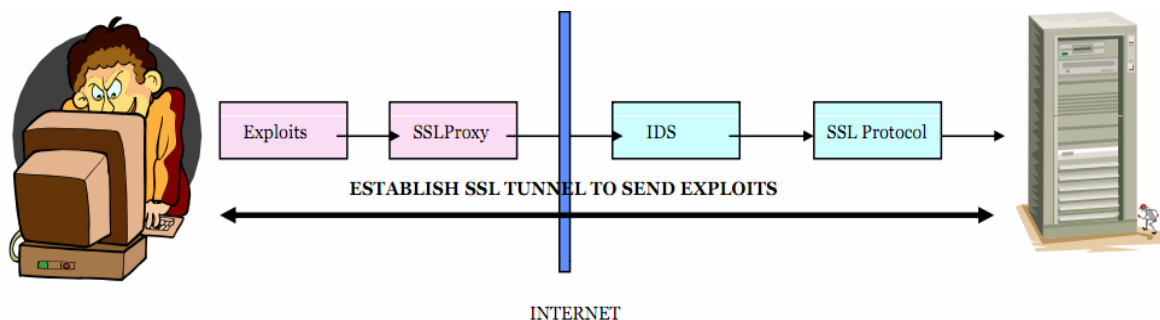 Exploits
SSLProxy
IDS
SSL Protocol
ESTABLISH SSL TUNNEL TO SEND EXPLOITS
INTERNET